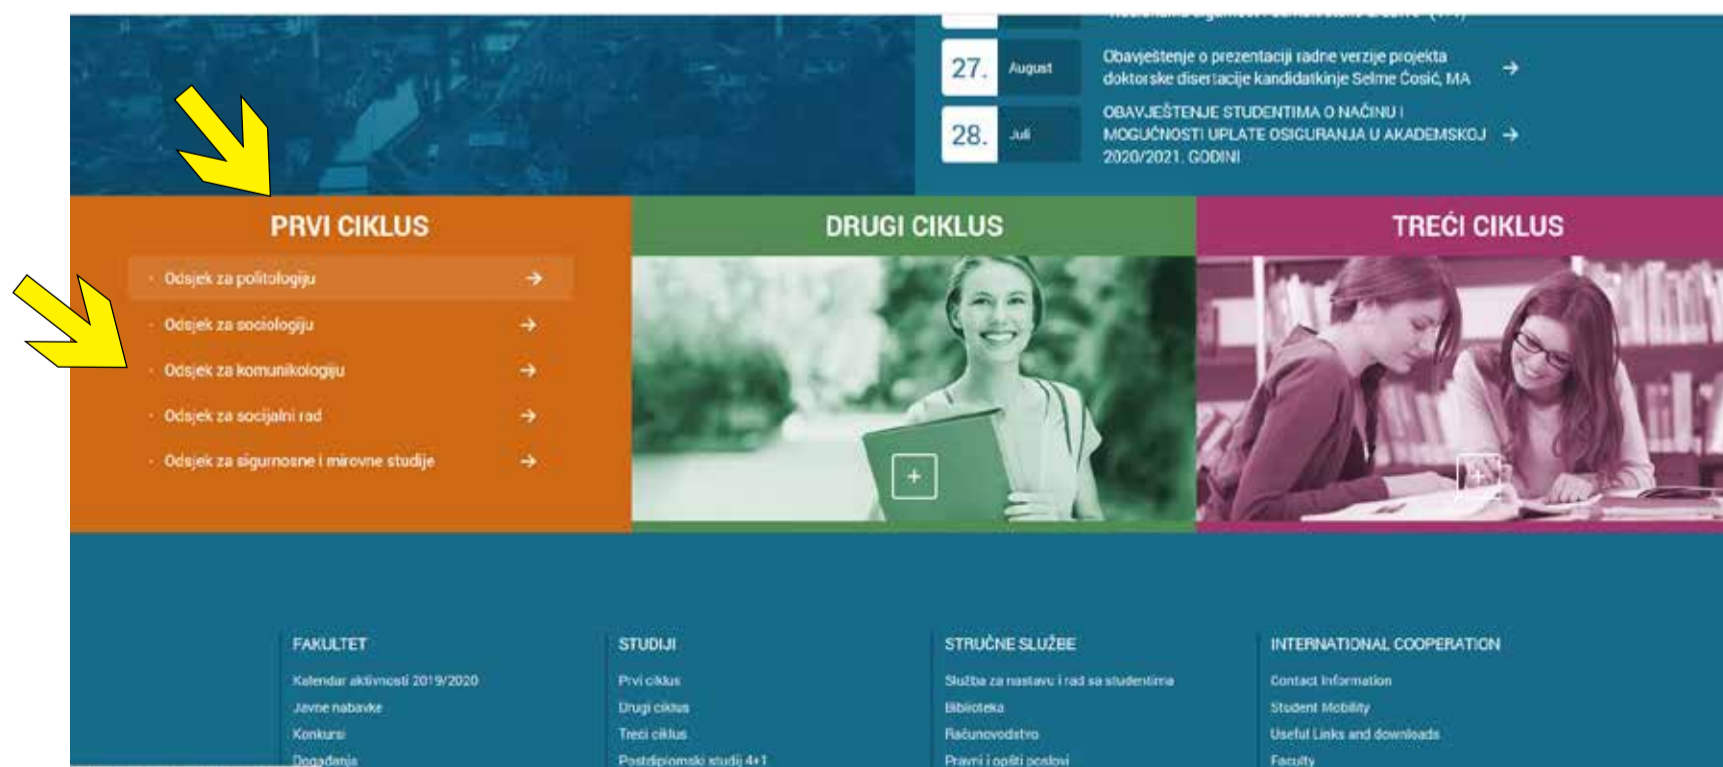 27.
August
Obavještenje o prezentaciji radne verzije projekta
doktorske disertacije kandidatkinje Selme Ćosić, MA
28.
Juli
OBAVJEŠTENJE STUDENTIMA O NAČINU I
MOGUĆNOSTI UPLATE OSIGURANJA U AKADEMSKOJ
2020/2021. GODINI
PRVI CIKLUS
Odsjek za politologiju
Odsjek za sociologiju
Odsjek za komunikologiju
Odsjek za socijalni rad
Odsjek za sigurnosne i mirovne studije
DRUGI CIKLUS
TREĆI CIKLUS
FAKULTET
Kalendar aktivnosti 2019/2020
Javne nabavke
Konkursi
Događanja
STUDIJI
Prvi ciklus
Drugi ciklus
Treći ciklus
Postdiplomski studij 4+1
STRUČNE SLUŽBE
Služba za nastavu i rad sa studentima
Biblioteka
Računovodstvo
Pravni i opšti poslovi
INTERNATIONAL COOPERATION
Contact Information
Student Mobility
Useful Links and downloads
Faculty